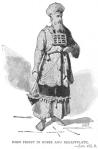 HIGH PRIEST IN ROBES AND BREASTPLATE.